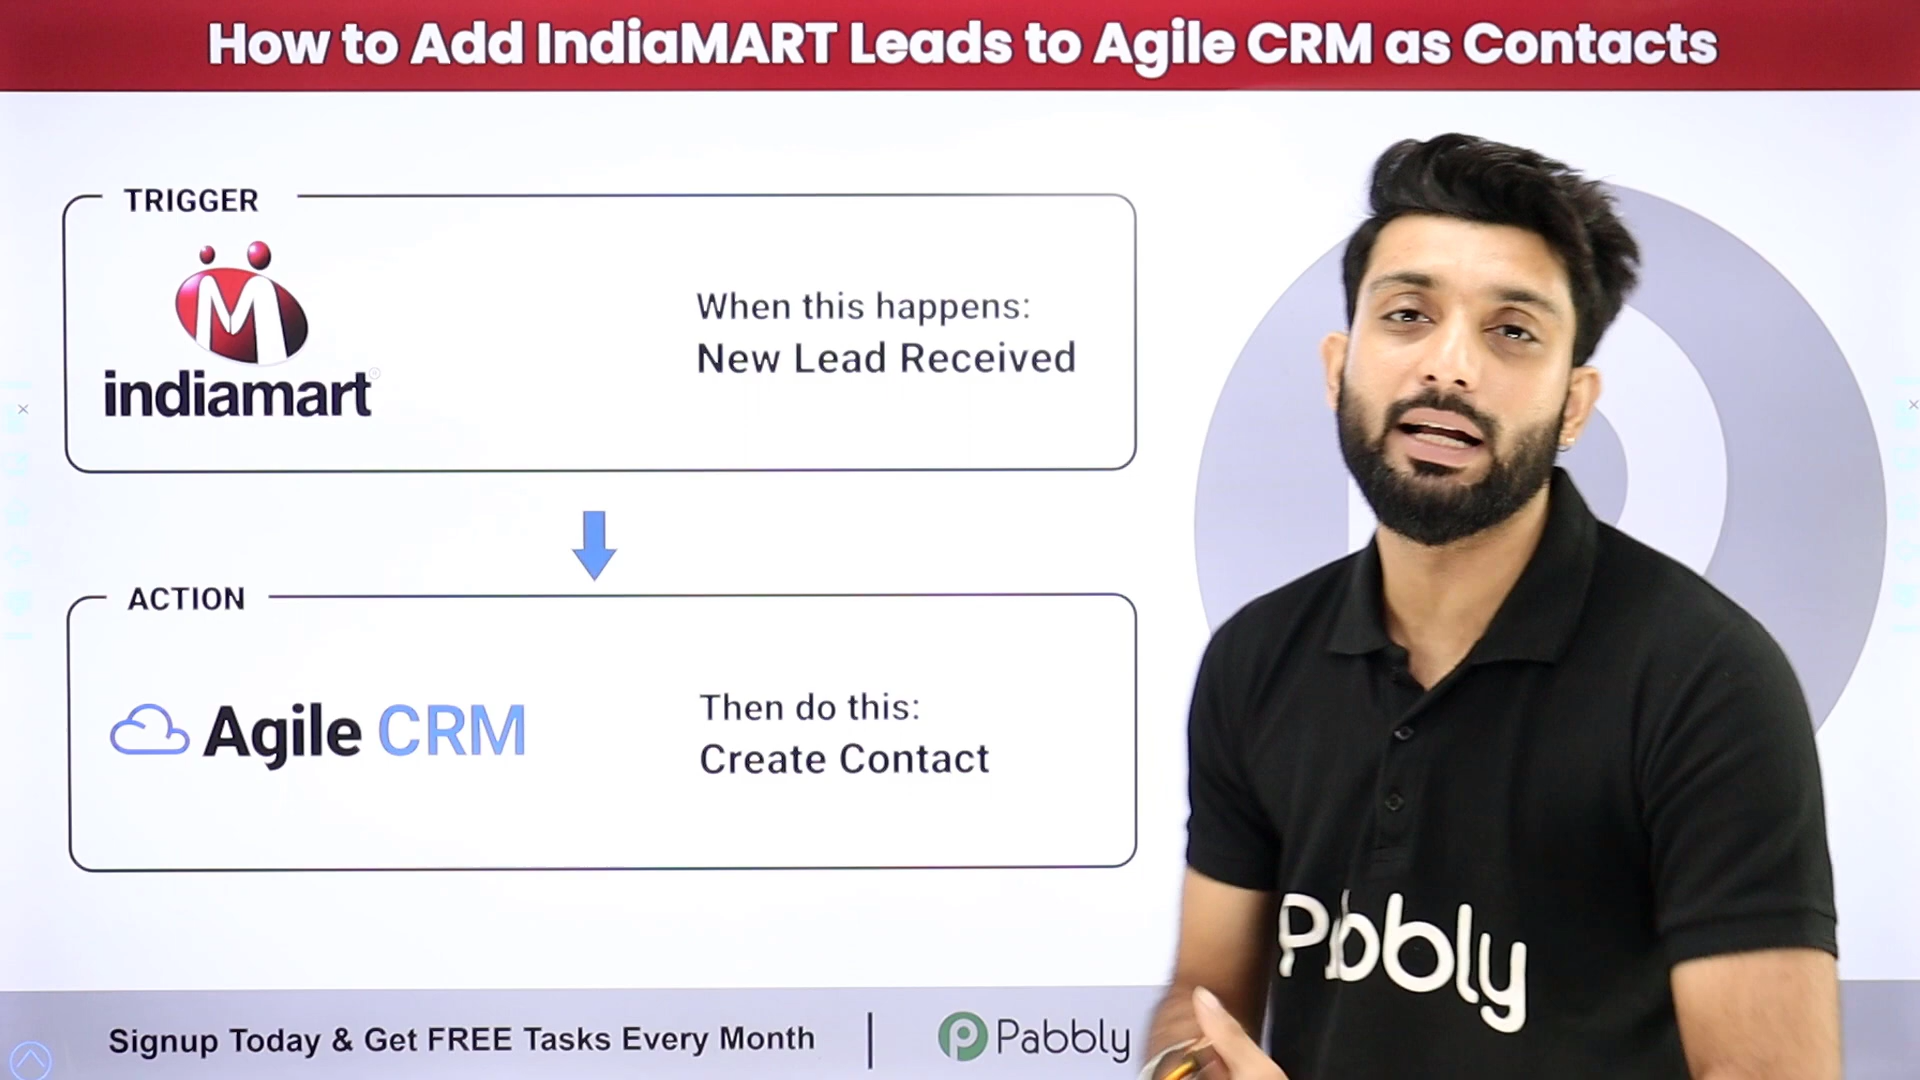 How to Add IndiaMART Leads to Agile CRM as Contacts
TRIGGER
indiamart
When this happens:
New Lead Received
ACTION
Agile CRM
Then do this:
Create Contact
Pabbly
Signup Today & Get FREE Tasks Every Month
Pabbly